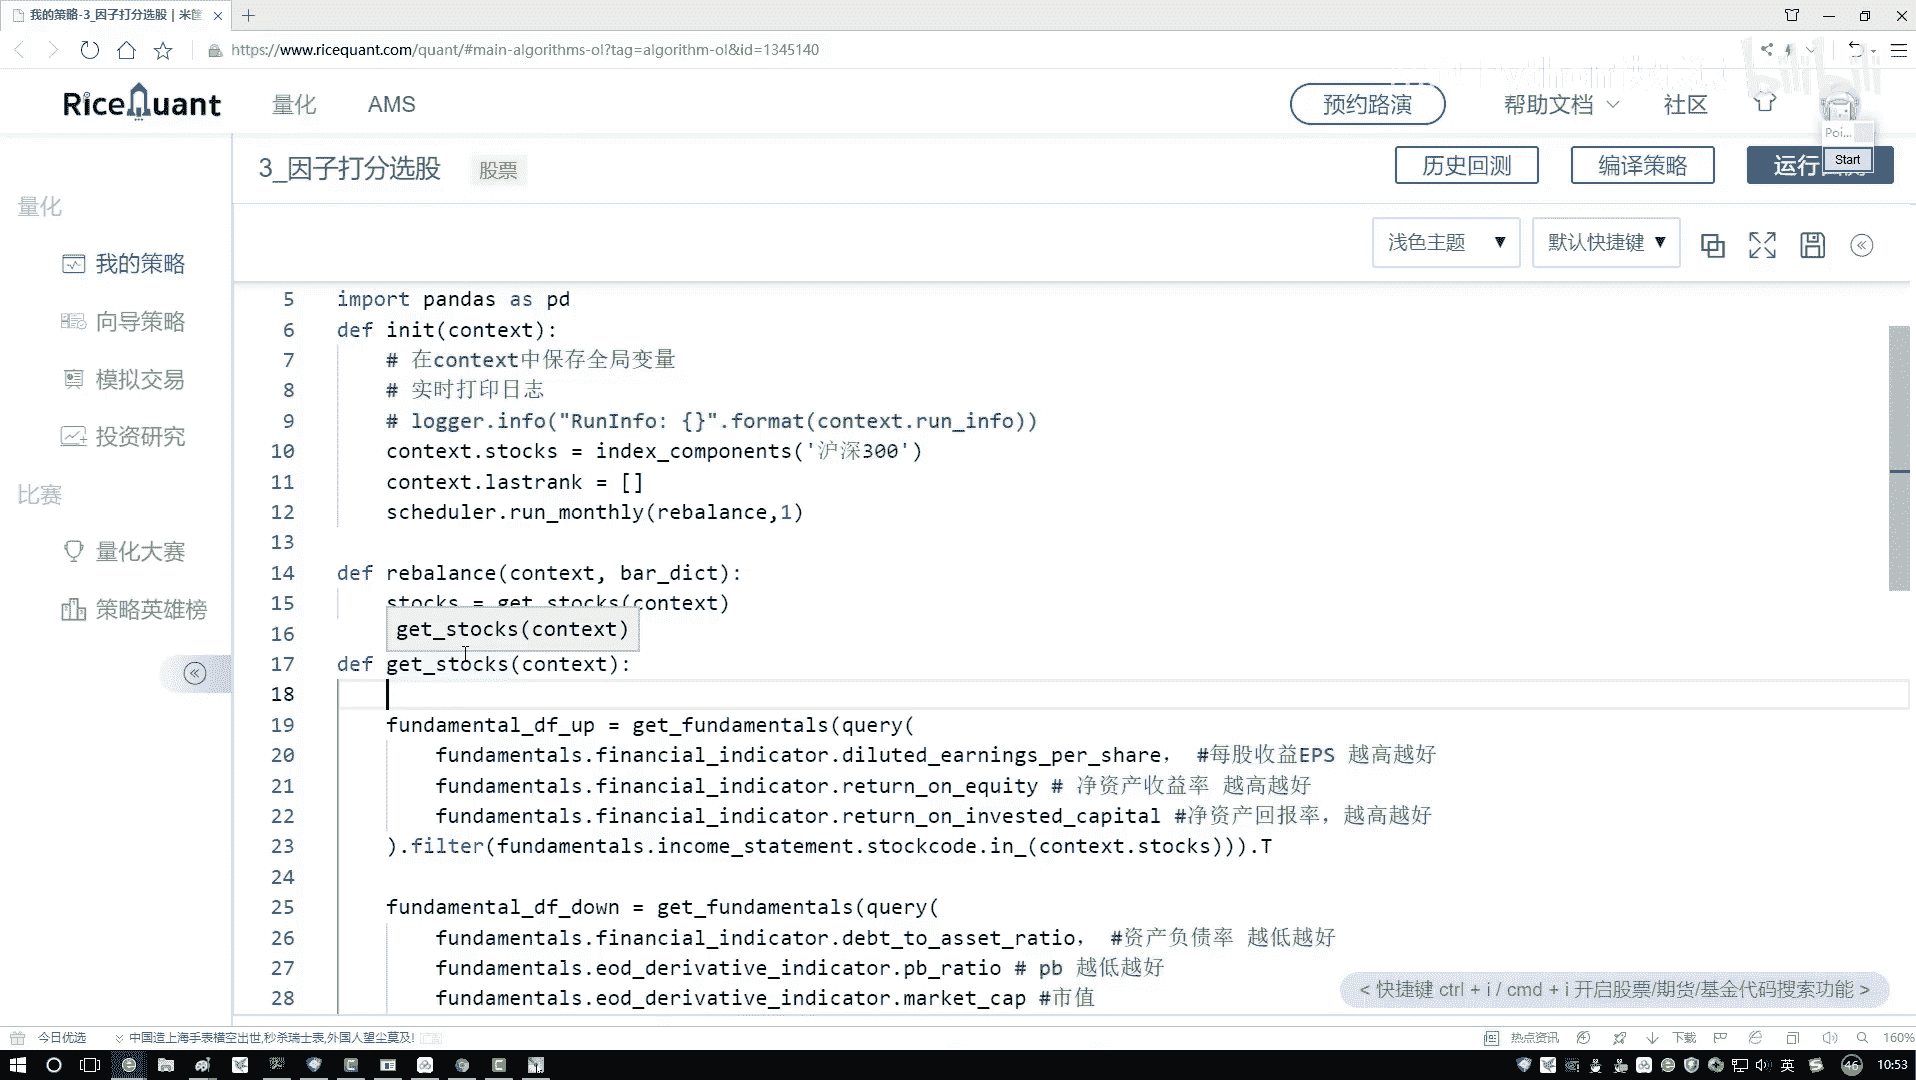 我的策略-3_因子打分选股 | 米筐
https://www.ricequant.com/quant/#main-algorithms-ol?tag=algorithm-ol&id=1345140
bilibili
RiceQuant
量化
AMS
预约路演
帮助文档
社区
Poi...
Start
3_因子打分选股
股票
历史回测
编译策略
运行回测
浅色主题
默认快捷键
量化
我的策略
向导策略
模拟交易
投资研究
比赛
量化大赛
策略英雄榜
5 import pandas as pd
6 def init(context):
7 # 在context中保存全局变量
8 # 实时打印日志
9 # logger.info("RunInfo: {}".format(context.run_info))
10 context.stocks = index_components('沪深300')
11 context.lastrank = []
12 scheduler.run_monthly(rebalance,1)
13
14 def rebalance(context, bar_dict):
15 stocks = get_stocks(context)
get_stocks(context)
16
17 def get_stocks(context):
18
19 fundamental_df_up = get_fundamentals(query(
20 fundamentals.financial_indicator.diluted_earnings_per_share， #每股收益EPS 越高越好
21 fundamentals.financial_indicator.return_on_equity # 净资产收益率 越高越好
22 fundamentals.financial_indicator.return_on_invested_capital #净资产回报率，越高越好
23 ).filter(fundamentals.income_statement.stockcode.in_(context.stocks))).T
24
25 fundamental_df_down = get_fundamentals(query(
26 fundamentals.financial_indicator.debt_to_asset_ratio， #资产负债率 越低越好
27 fundamentals.eod_derivative_indicator.pb_ratio # pb 越低越好
28 fundamentals.eod_derivative_indicator.market_cap #市值
< 快捷键 ctrl + i / cmd + i 开启股票/期货/基金代码搜索功能 >
今日优选
中国造上海手表横空出世,秒杀瑞士表,外国人望尘莫及!
热点资讯
下载
160%
英
46
10:53